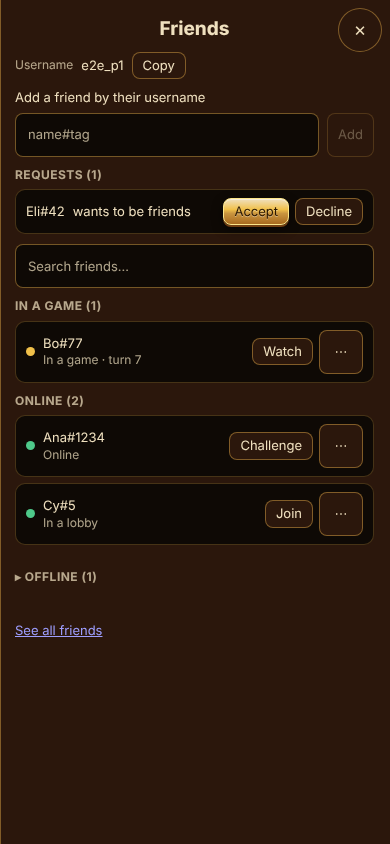 Friends
✕
Username e2e_p1 Copy
Add a friend by their username
name#tag Add
REQUESTS (1)
Eli#42 wants to be friends Accept Decline
Search friends...
IN A GAME (1)
Bo#77
In a game · turn 7
Watch ...
ONLINE (2)
Ana#1234
Online
Challenge ...
Cy#5
In a lobby
Join ...
▸ OFFLINE (1)
See all friends